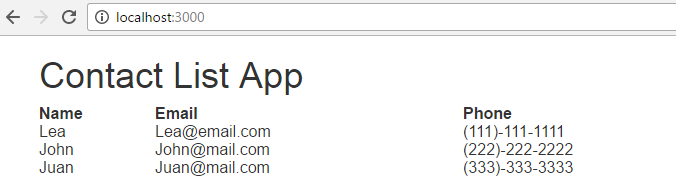 localhost:3000
Contact List App
Name Email Phone
Lea Lea@email.com (111)-111-1111
John John@mail.com (222)-222-2222
Juan Juan@mail.com (333)-333-3333